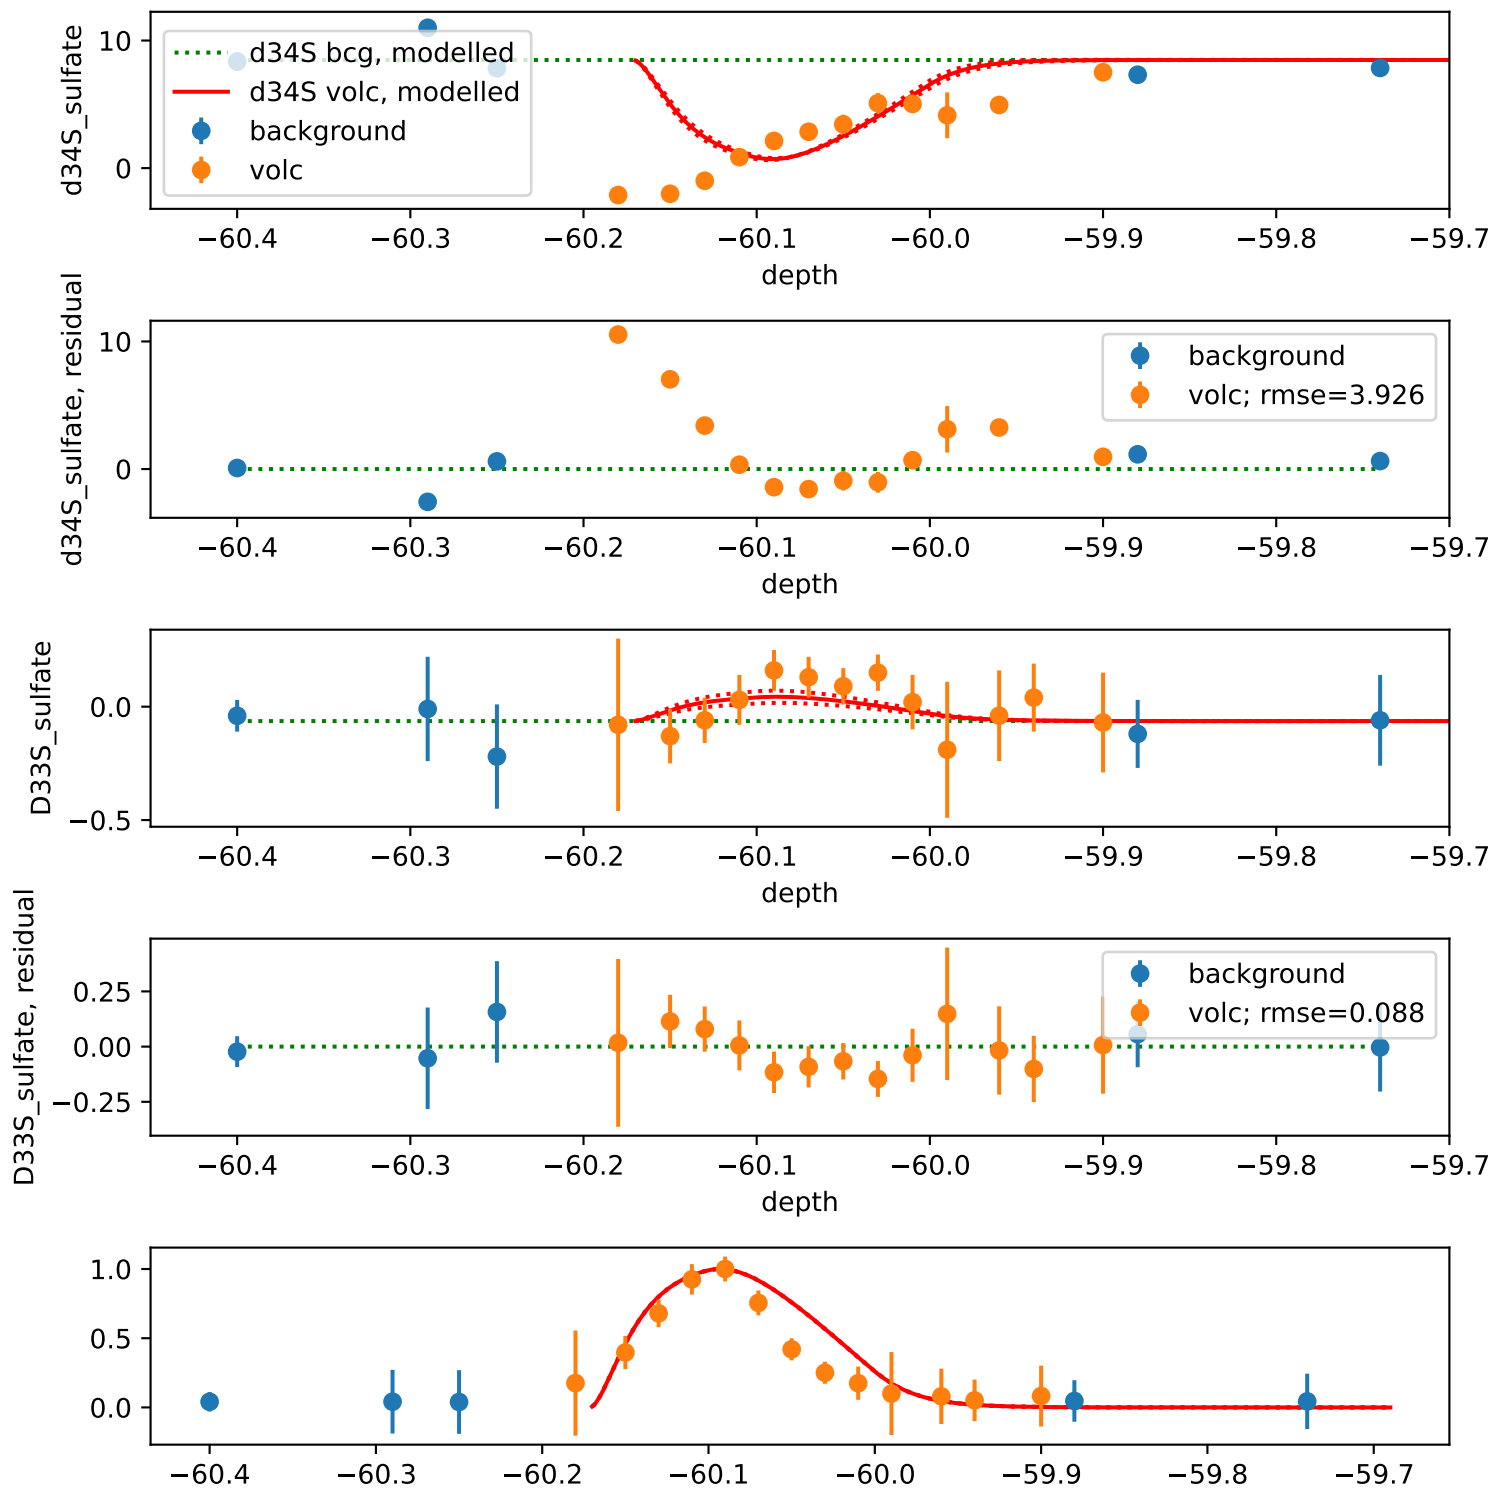 d34S_sulfate
10
0
d34S bcg, modelled
d34S volc, modelled
background
volc
−60.4 −60.3 −60.2 −60.1 −60.0 −59.9 −59.8 −59.7
depth
d34S_sulfate, residual
10
0
background
volc; rmse=3.926
−60.4 −60.3 −60.2 −60.1 −60.0 −59.9 −59.8 −59.7
depth
D33S_sulfate
0.0
−0.5
−60.4 −60.3 −60.2 −60.1 −60.0 −59.9 −59.8 −59.7
depth
D33S_sulfate, residual
0.25
0.00
−0.25
background
volc; rmse=0.088
−60.4 −60.3 −60.2 −60.1 −60.0 −59.9 −59.8 −59.7
depth
1.0
0.5
0.0
−60.4 −60.3 −60.2 −60.1 −60.0 −59.9 −59.8 −59.7